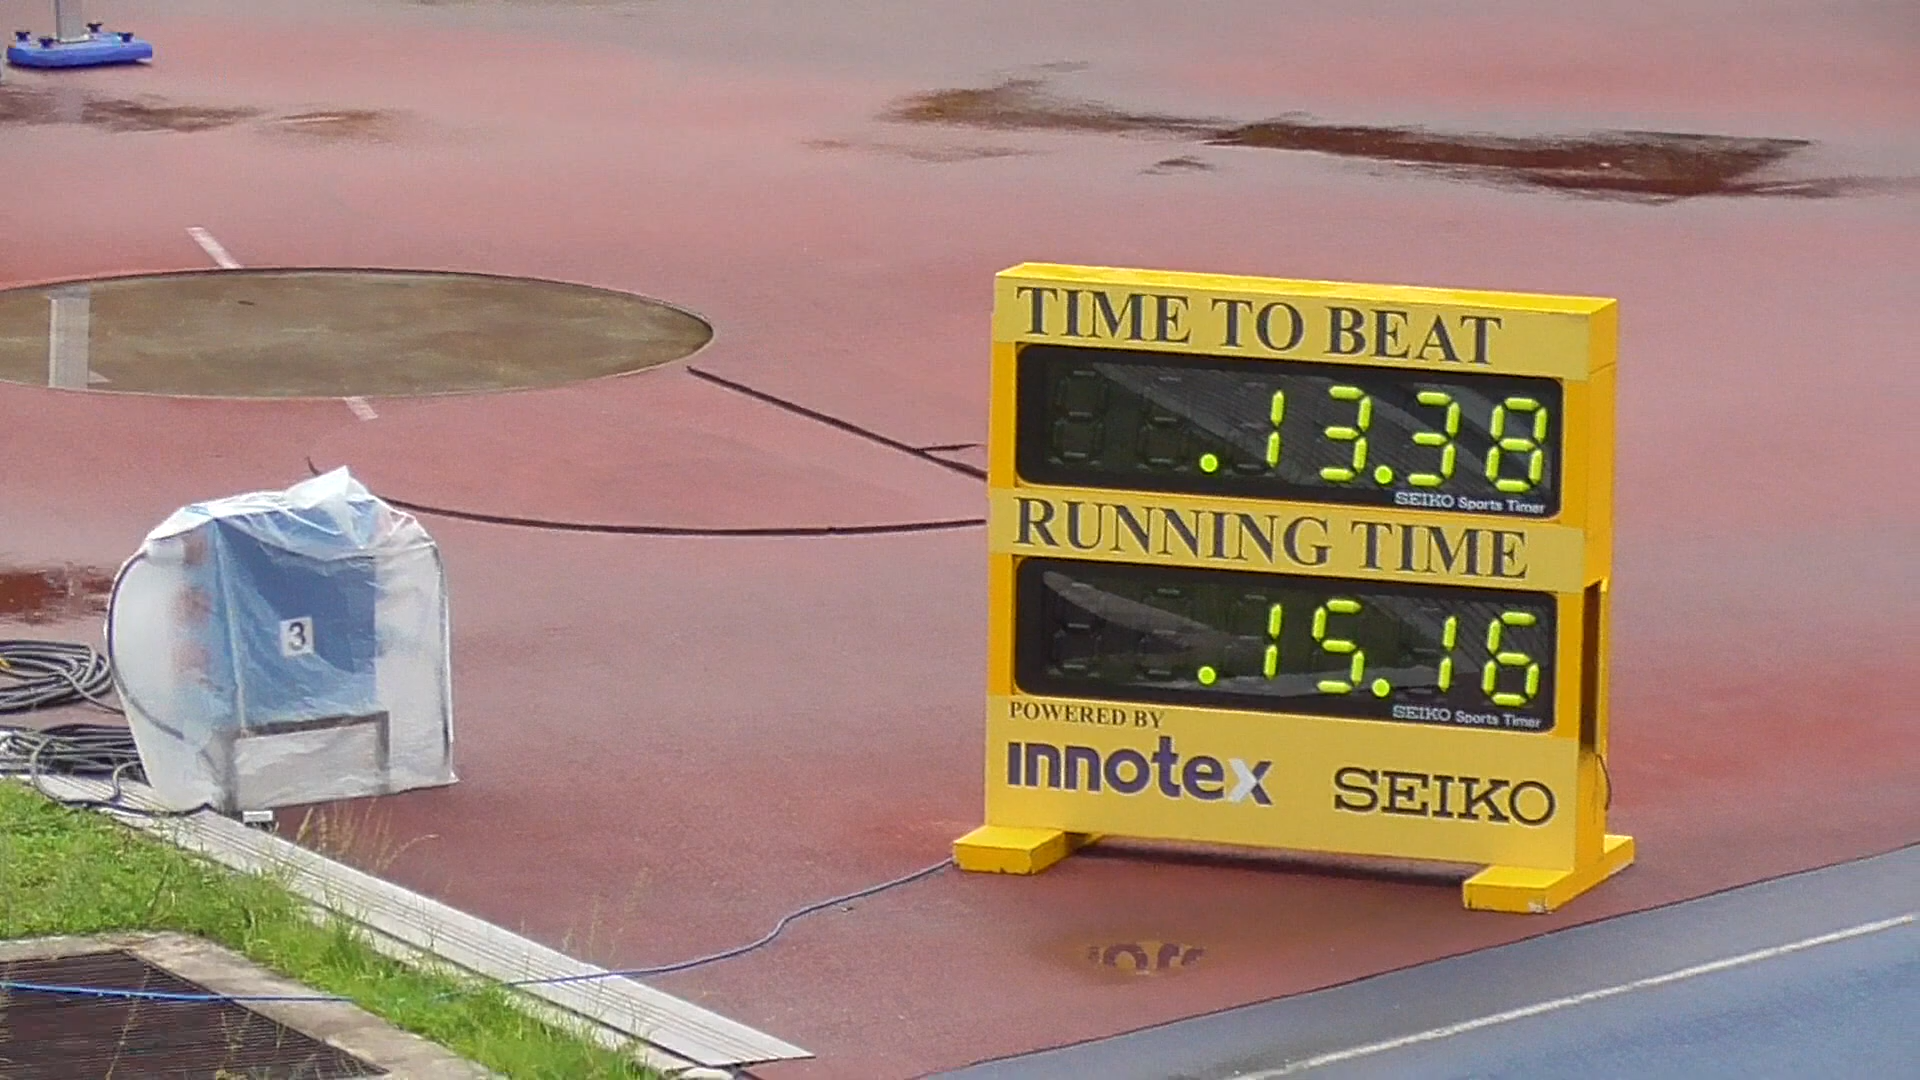 TIME TO BEAT
.13.38
SEIKO Sports Timer
RUNNING TIME
.15.16
SEIKO Sports Timer
POWERED BY
innotex SEIKO
3